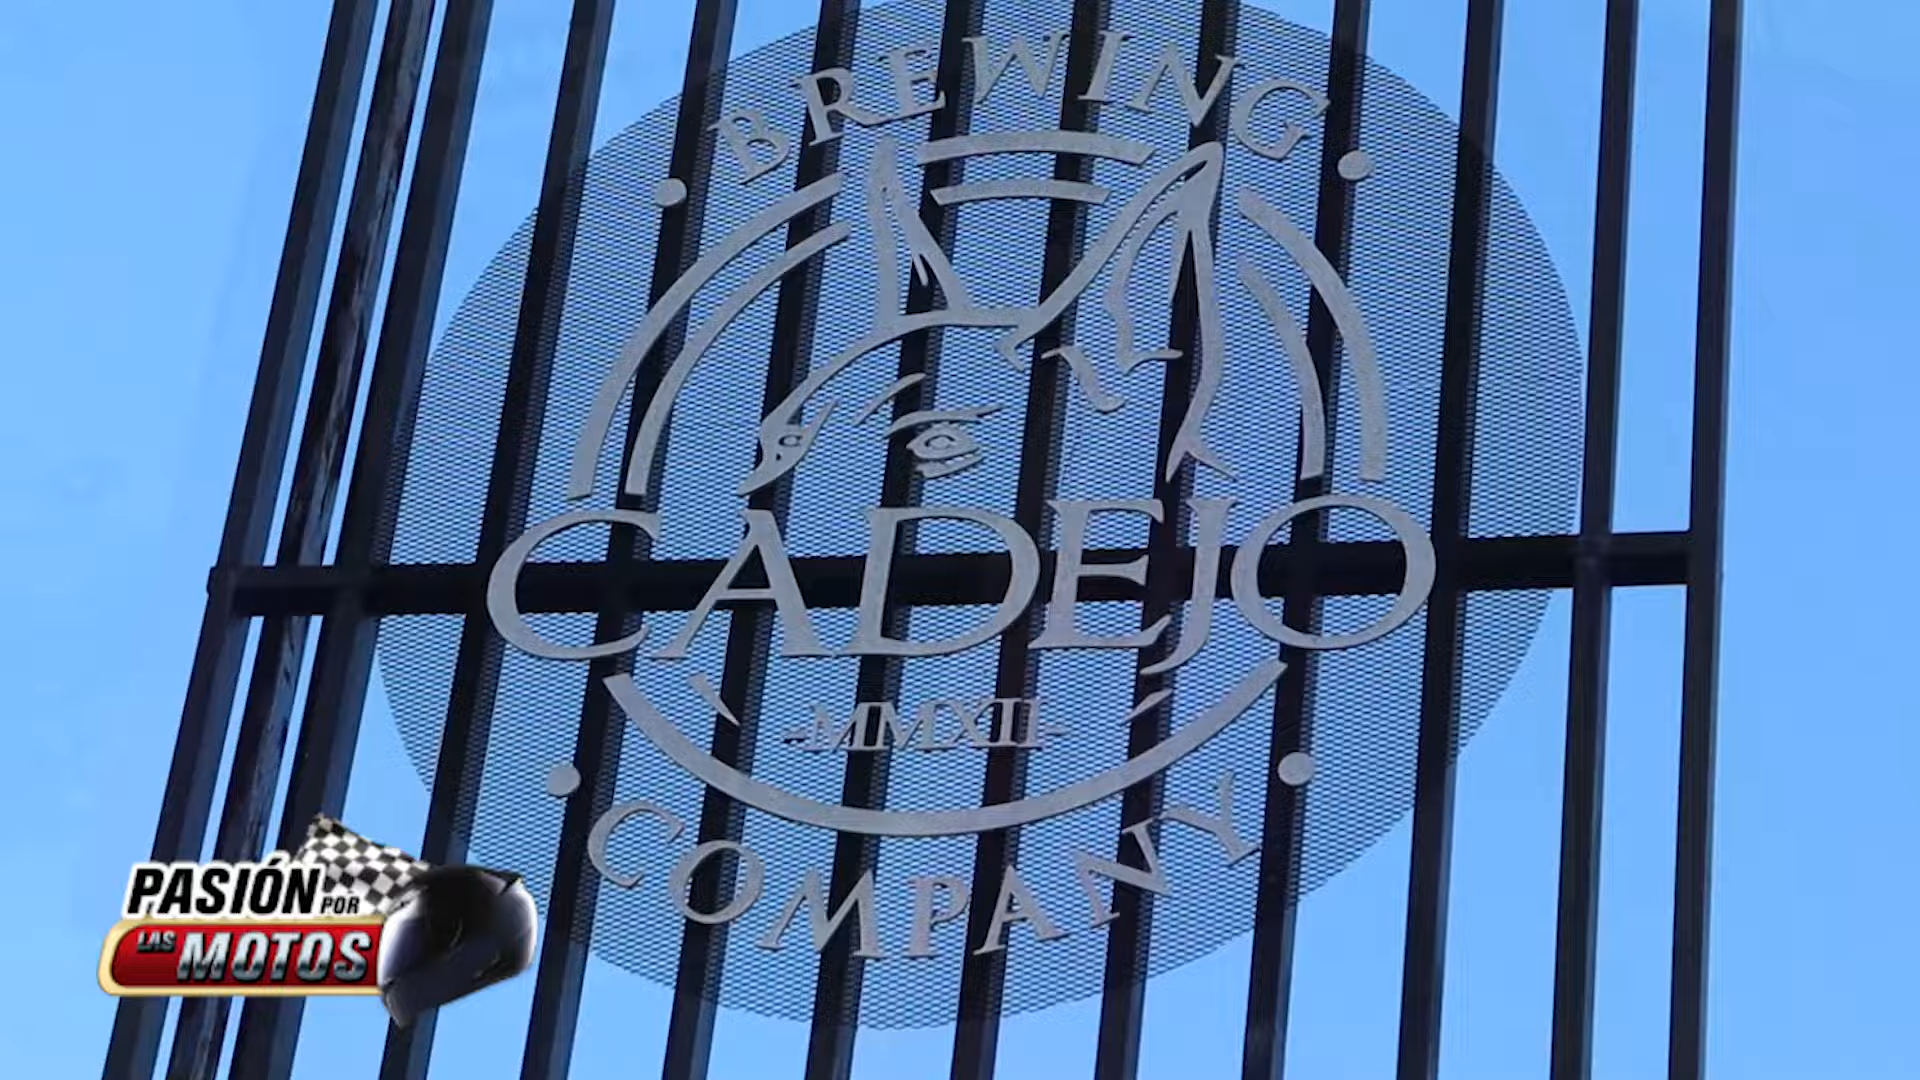 BREWING
CADEJO
-MMXII-
COMPANY
PASIÓN POR
LAS MOTOS